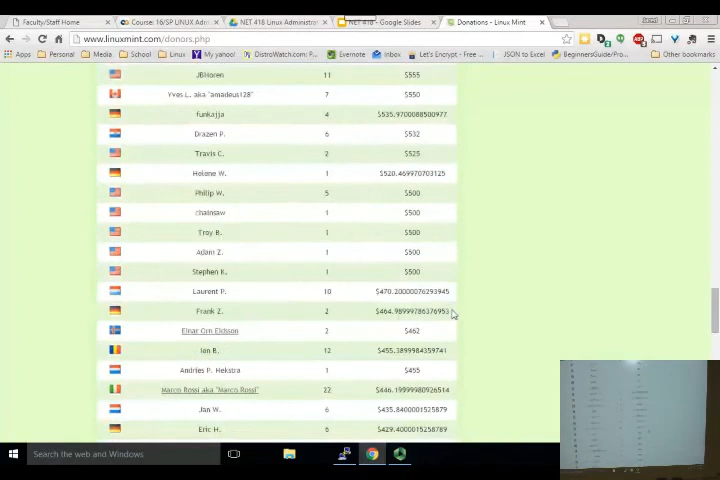 Faculty/Staff Home
Course: 16/SP LINUX Adm
NET 418 Linux Administra
NET 418 - Google Slides
Donations - Linux Mint
www.linuxmint.com/donors.php
Apps
Personal
Media
School
Linux
My yahoo!
DistroWatch.com: P
Evernote
Inbox
Let's Encrypt - Free
JSON to Excel
BeginnersGuide/Pro...
Other bookmarks
JBHoren 11 $555
Yves L. aka "amadeus128" 7 $550
funkajja 4 $535.9700088500977
Drazen P. 6 $532
Travis C. 2 $525
Helene W. 1 $520.469970703125
Philip W. 5 $500
chainsaw 1 $500
Troy B. 1 $500
Adam Z. 1 $500
Stephen K. 1 $500
Laurent P. 10 $470.20000076293945
Frank Z. 2 $464.98999786376953
Einar Orn Eidsson 2 $462
Ion B. 12 $455.3899984359741
Andries P. Hekstra 1 $455
Marco Rossi aka "Marco Rossi" 22 $446.19999980926514
Jan W. 6 $435.8400001525879
Eric H. 6 $429.4000015258789
Search the web and Windows